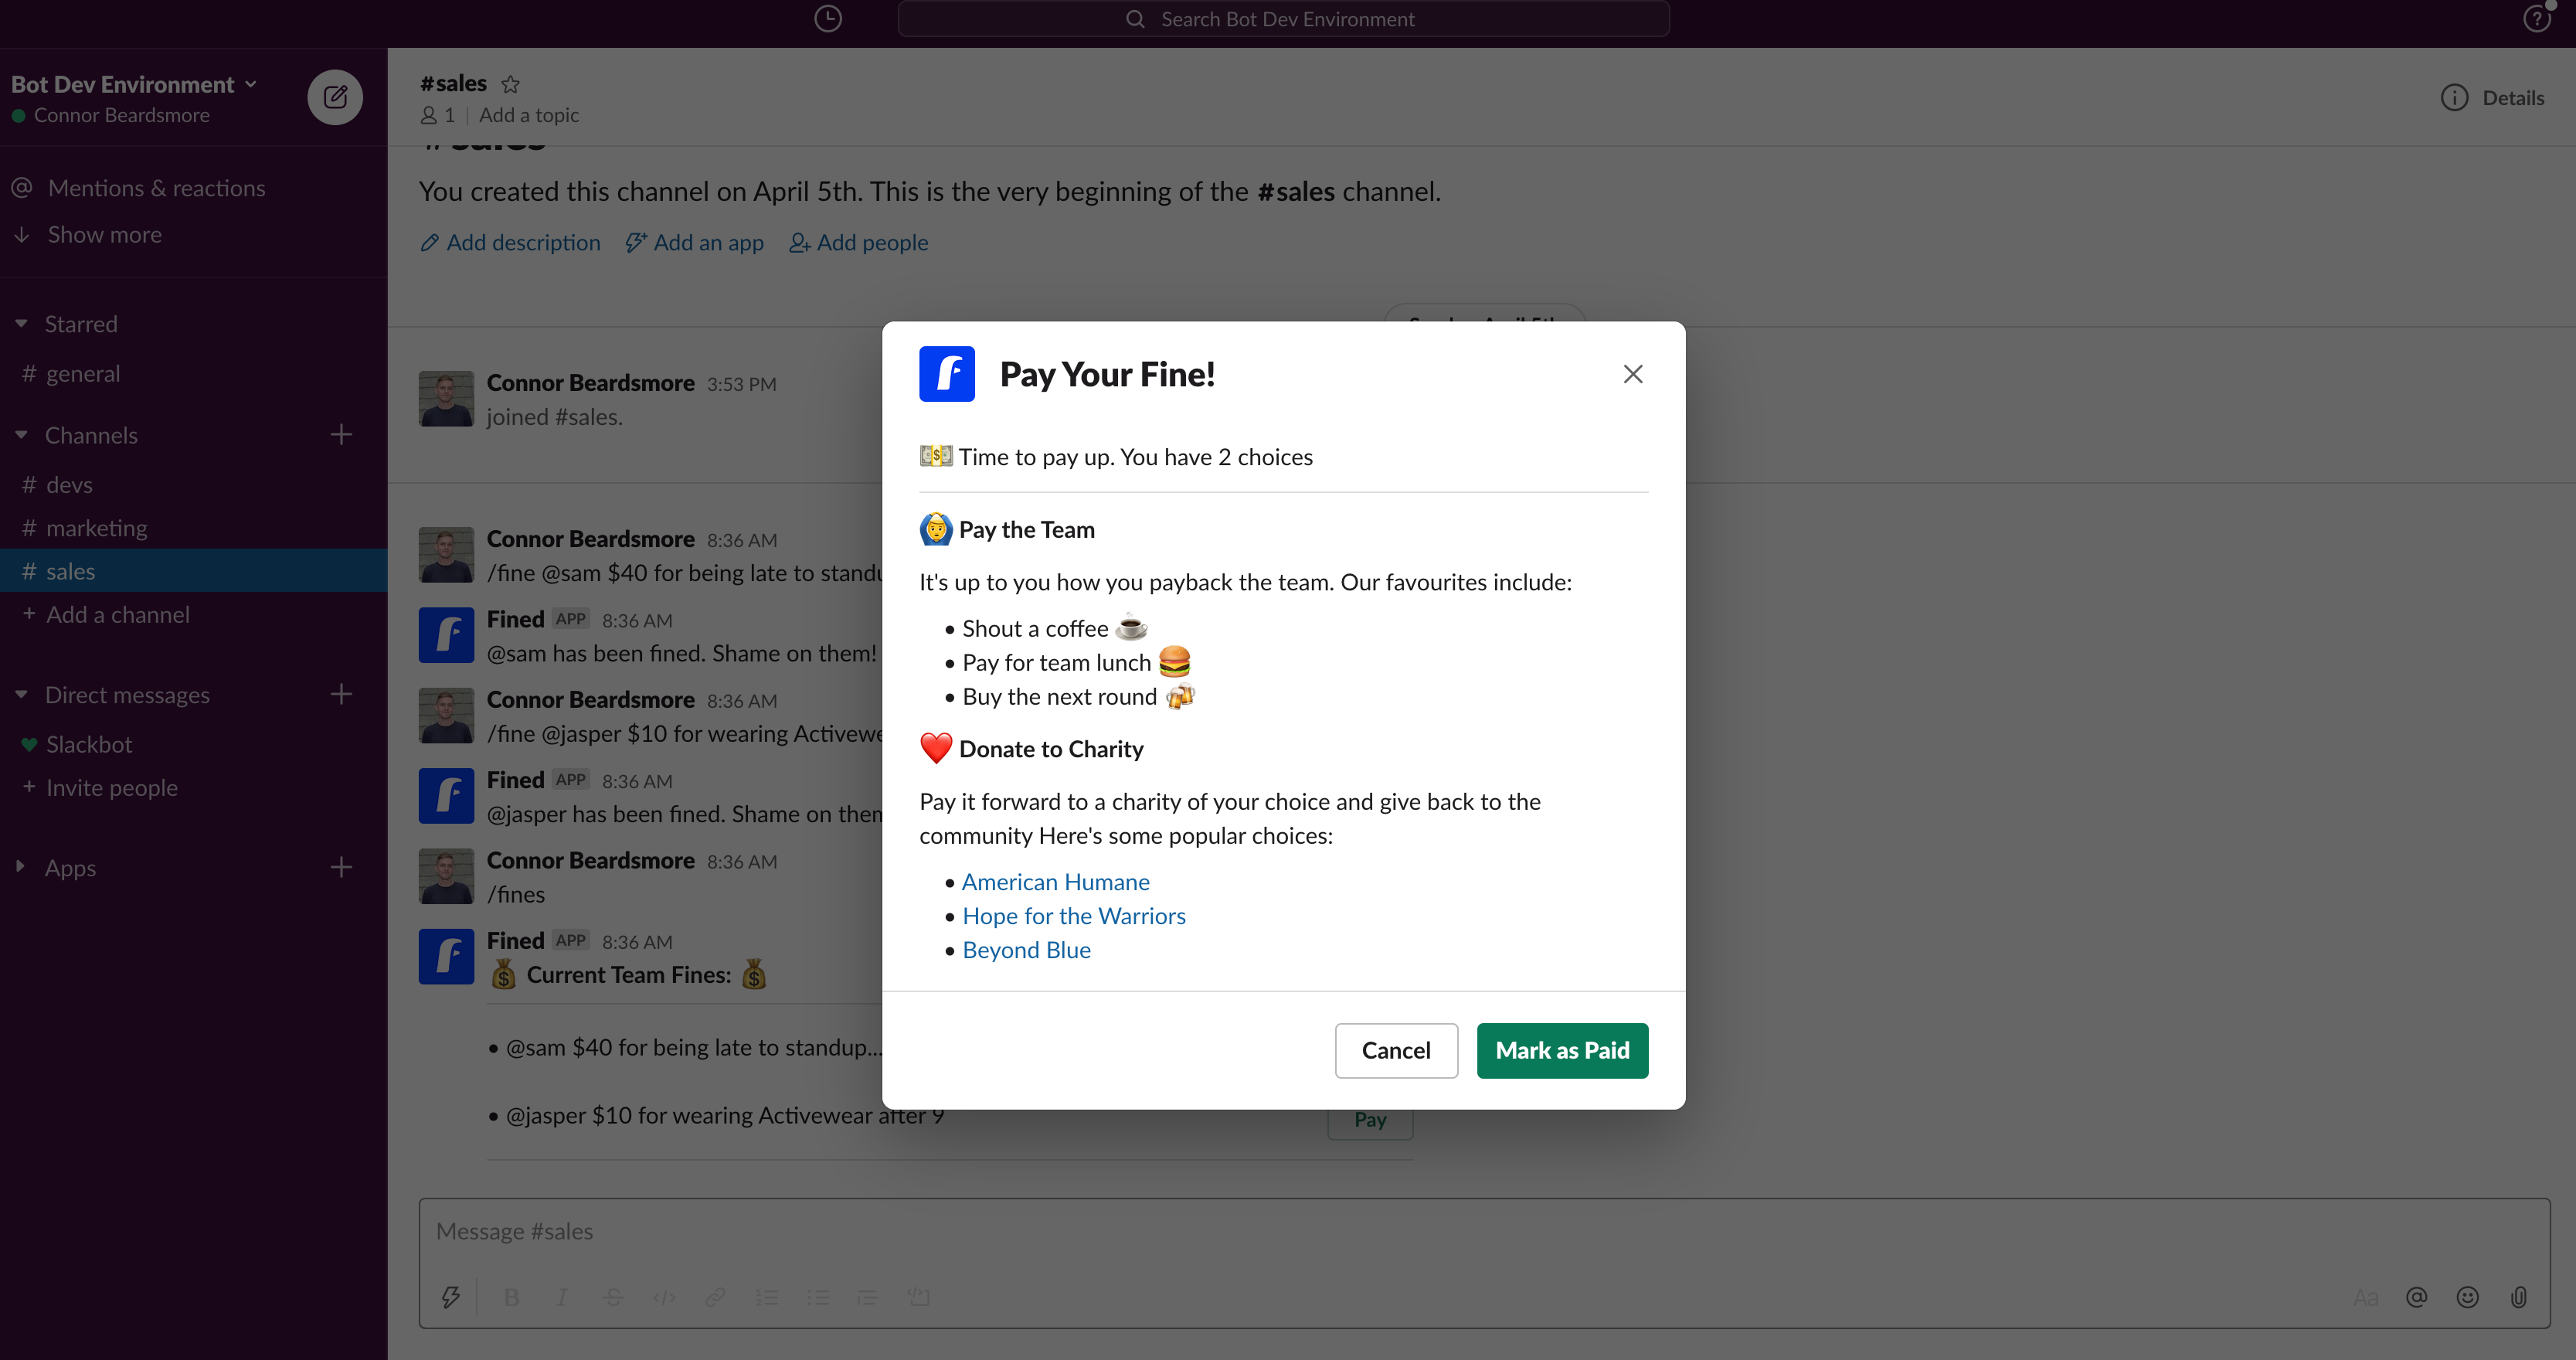 Search Bot Dev Environment
Bot Dev Environment
Connor Beardsmore
Mentions & reactions
Show more
Starred
# general
Channels
# devs
# marketing
# sales
+ Add a channel
Direct messages
Slackbot
+ Invite people
Apps
#sales
1 | Add a topic
Details
#sales
You created this channel on April 5th. This is the very beginning of the #sales channel.
Add description Add an app Add people
Connor Beardsmore 3:53 PM
joined #sales.
Connor Beardsmore 8:36 AM
/fine @sam $40 for being late to
Fined APP 8:36 AM
@sam has been fined. Shame on them!
Connor Beardsmore 8:36 AM
/fine @jasper $10 for wearing
Fined APP 8:36 AM
@jasper has been fined. Shame on
Connor Beardsmore 8:36 AM
/fines
Fined APP 8:36 AM
💰 Current Team Fines: 💰
• @sam $40 for being late to standup...
• @jasper $10 for wearing Activewear after 9
Pay
Message #sales
Aa
Pay Your Fine!
💵 Time to pay up. You have 2 choices
🙆‍♂️ Pay the Team
It's up to you how you payback the team. Our favourites include:
• Shout a coffee ☕
• Pay for team lunch 🍔
• Buy the next round 🍻
❤️ Donate to Charity
Pay it forward to a charity of your choice and give back to the
community Here's some popular choices:
• American Humane
• Hope for the Warriors
• Beyond Blue
Cancel
Mark as Paid